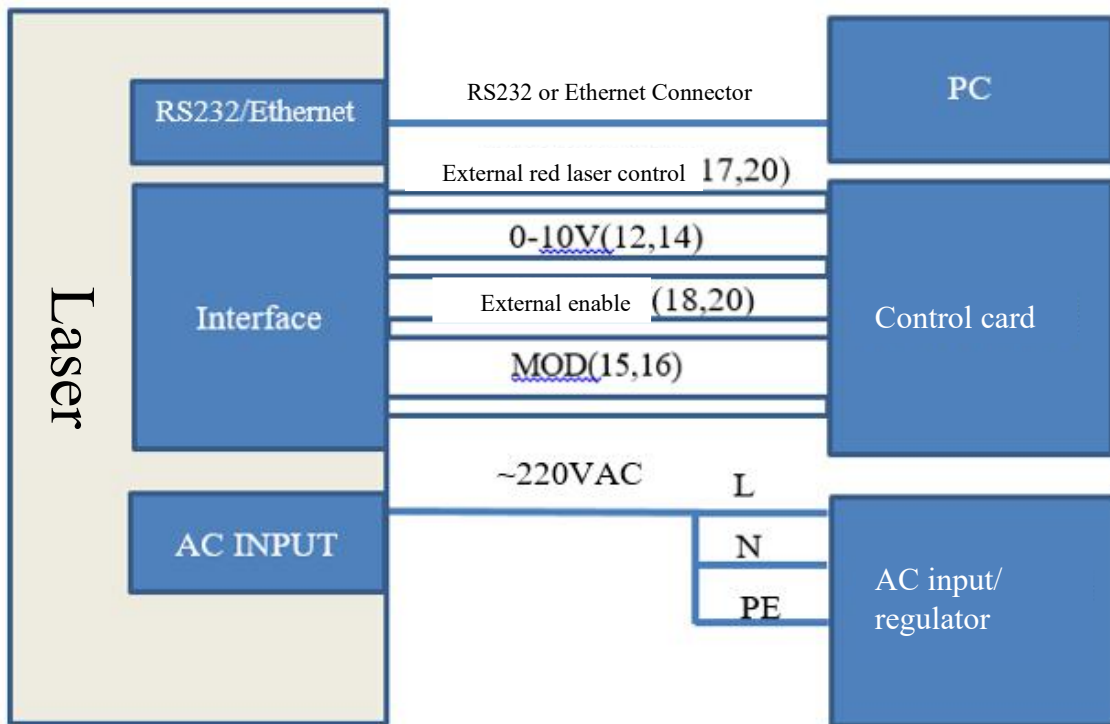 Laser
RS232/Ethernet
RS232 or Ethernet Connector
PC
External red laser control 17,20)
0-10V(12,14)
Interface
External enable (18,20)
Control card
MOD(15,16)
~220VAC
L
AC INPUT
N
PE
AC input/
regulator